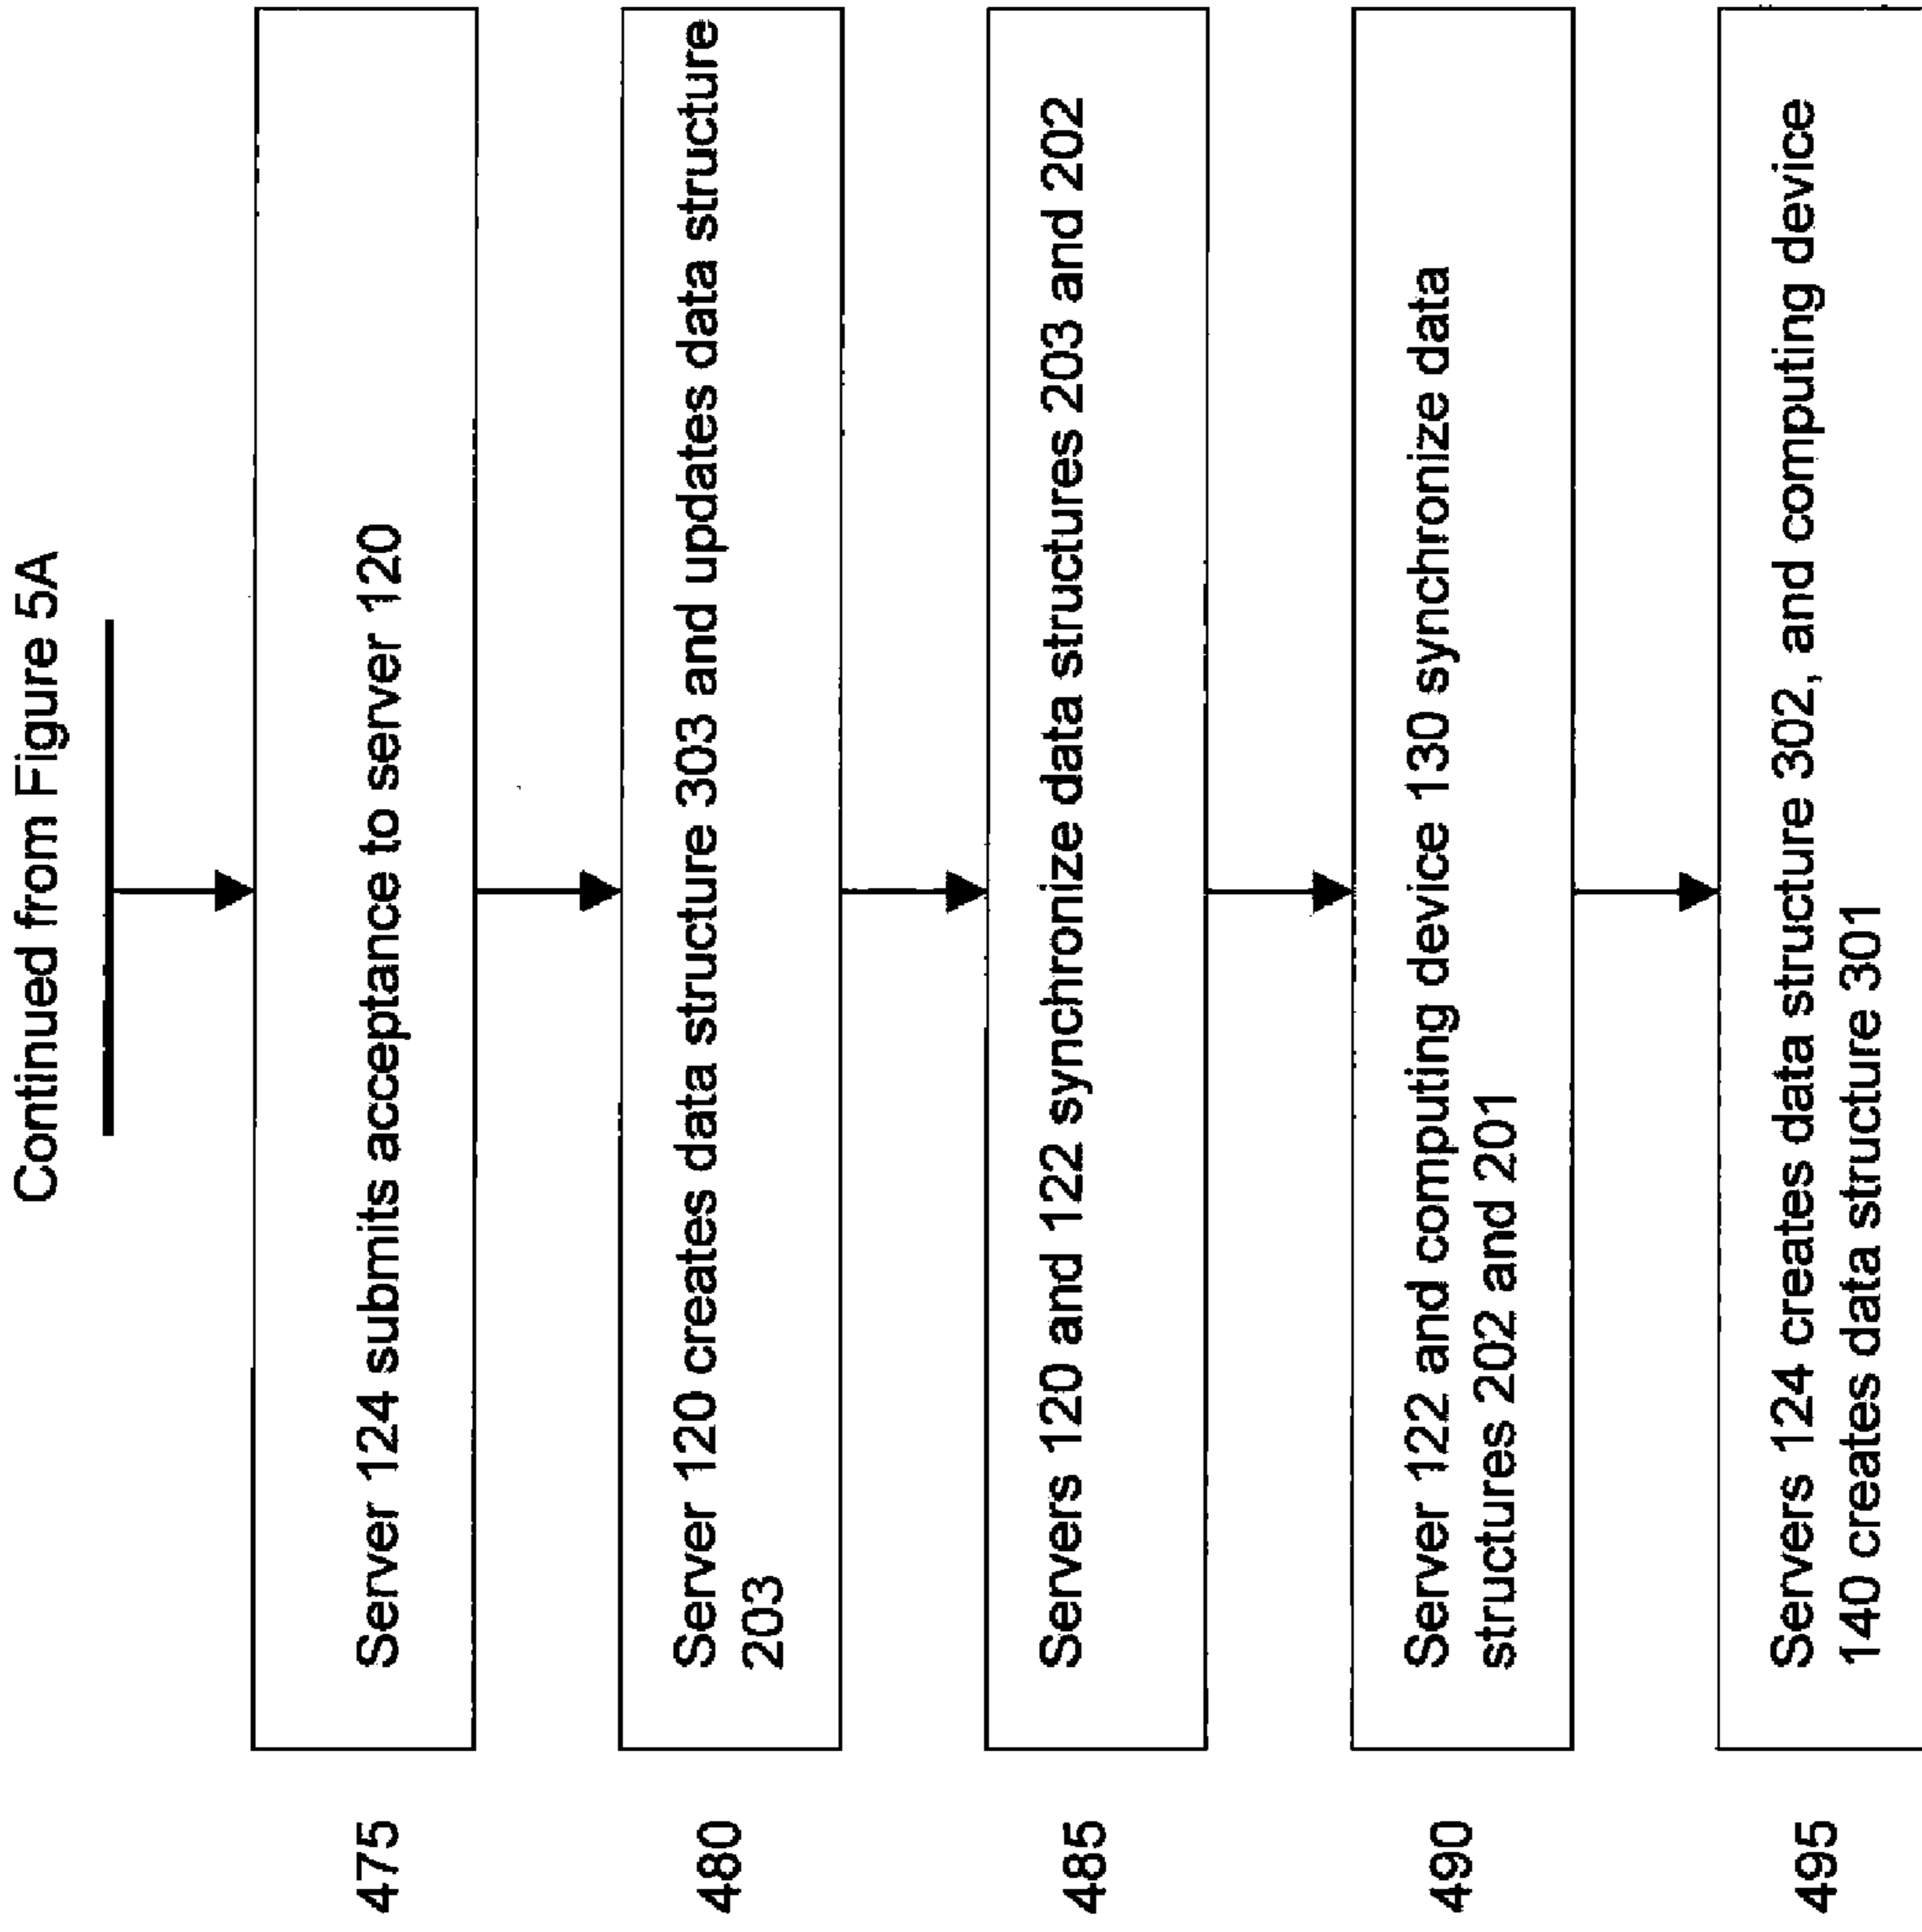 Continued from Figure 5A
475
Server 124 submits acceptance to server 120
480
Server 120 creates data structure 303 and updates data structure
203
485
Servers 120 and 122 synchronize data structures 203 and 202
490
Server 122 and computing device 130 synchronize data
structures 202 and 201
495
Servers 124 creates data structure 302, and computing device
140 creates data structure 301